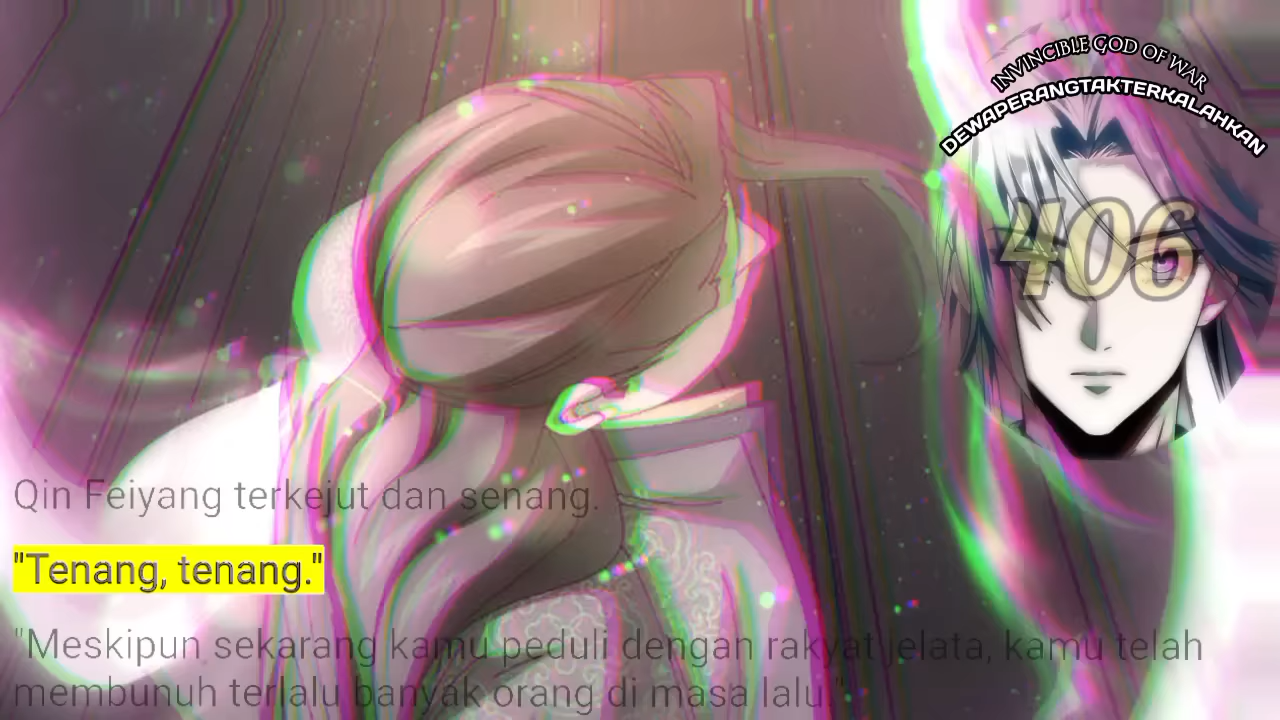 INVINCIBLE GOD OF WAR
DEWAPERANGTAKTERKALAHKAN
406
Qin Feiyang terkejut dan senang.
"Tenang, tenang."
"Meskipun sekarang kamu peduli dengan rakyat jelata, kamu telah
membunuh terlalu banyak orang di masa lalu."